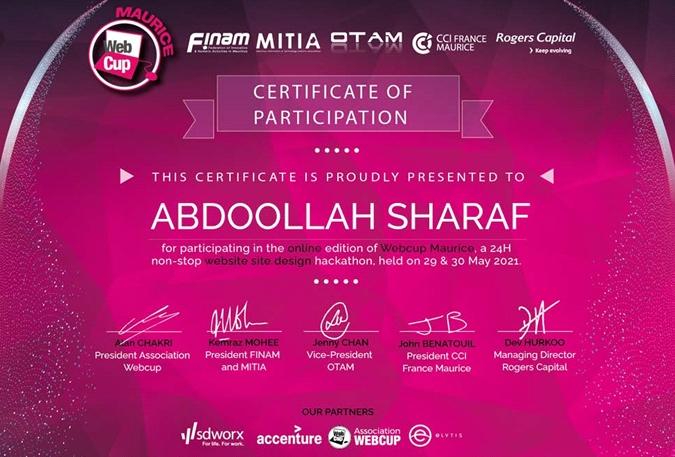 MAURICE
Web
Cup
FINAM
MITIA
OTAM
CCI FRANCE
MAURICE
Rogers Capital
Keep evolving
CERTIFICATE OF
PARTICIPATION
THIS CERTIFICATE IS PROUDLY PRESENTED TO
ABDOOLLAH SHARAF
for participating in the online edition of Webcup Maurice, a 24H
non-stop website site design hackathon, held on 29 & 30 May 2021.
Alan CHAKRI
President Association
Webcup
Kemraz MOHEE
President FINAM
and MITIA
Jenny CHAN
Vice-President
OTAM
John BENATOUIL
President CCI
France Maurice
Dev HURKOO
Managing Director
Rogers Capital
OUR PARTNERS
sdworx
For life. For work.
accenture
Web
Cup
Association
WEBCUP
@LYTIS